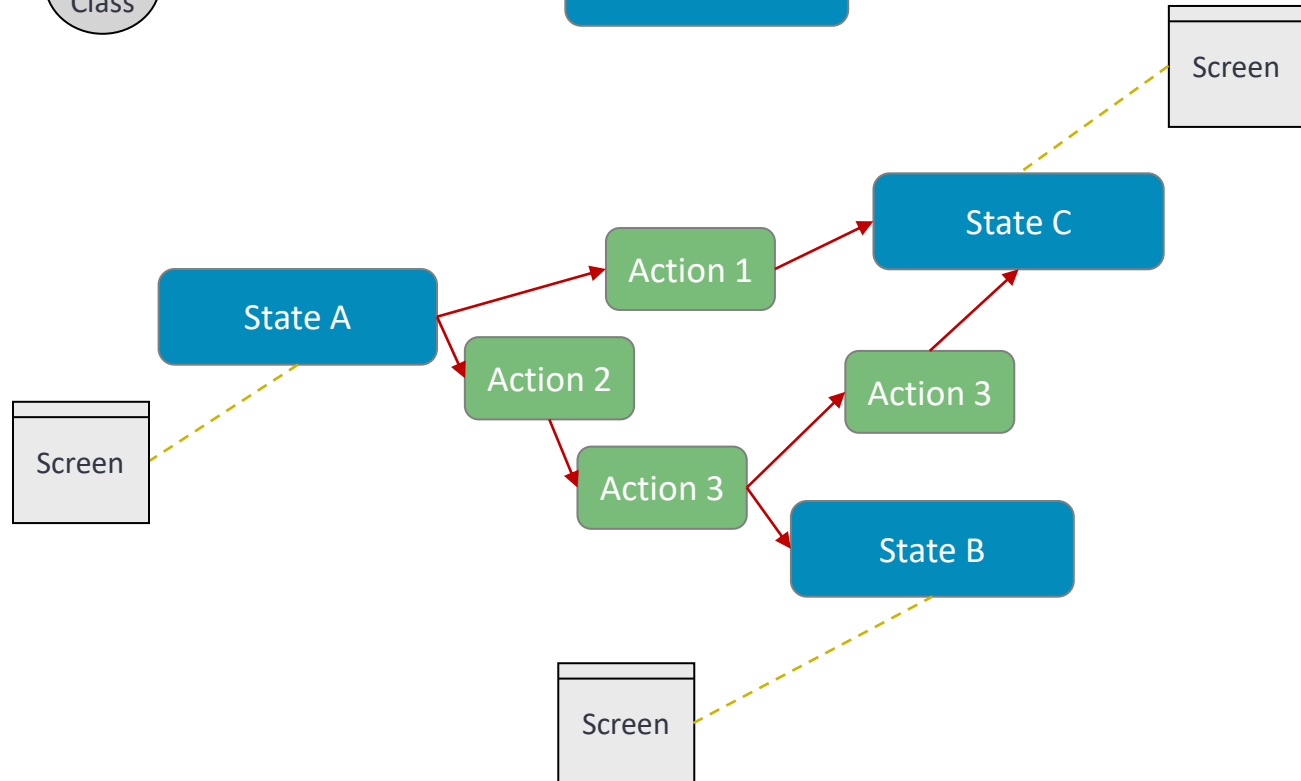 Class
Screen
State C
Action 1
State A
Action 2
Action 3
Screen
Action 3
State B
Screen